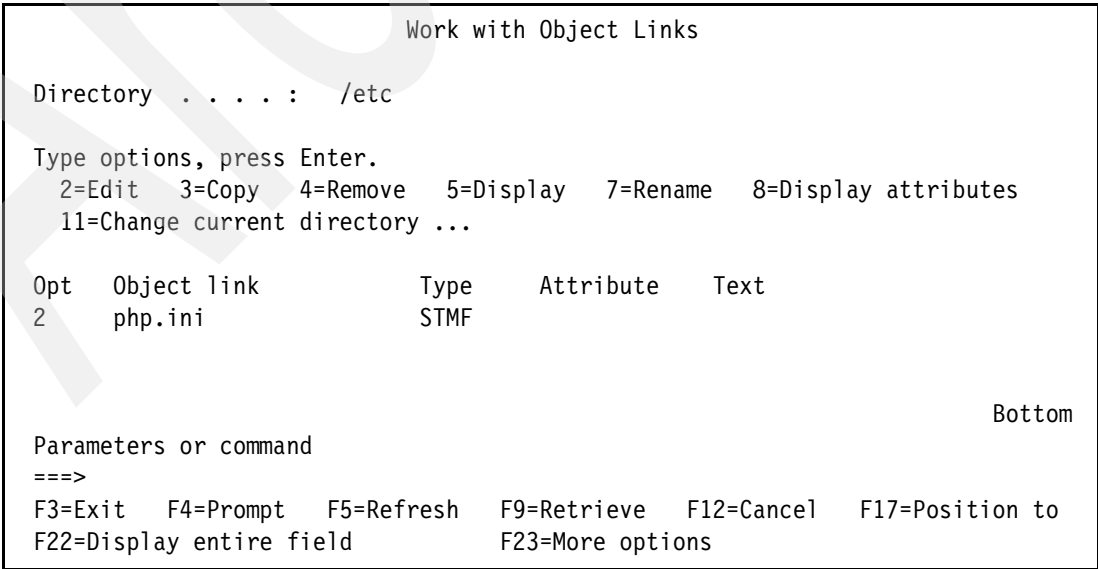 Work with Object Links
Directory . . . . : /etc
Type options, press Enter.
2=Edit 3=Copy 4=Remove 5=Display 7=Rename 8=Display attributes
11=Change current directory ...
Opt Object link Type Attribute Text
2 php.ini STMF
Bottom
Parameters or command
===>
F3=Exit F4=Prompt F5=Refresh F9=Retrieve F12=Cancel F17=Position to
F22=Display entire field F23=More options